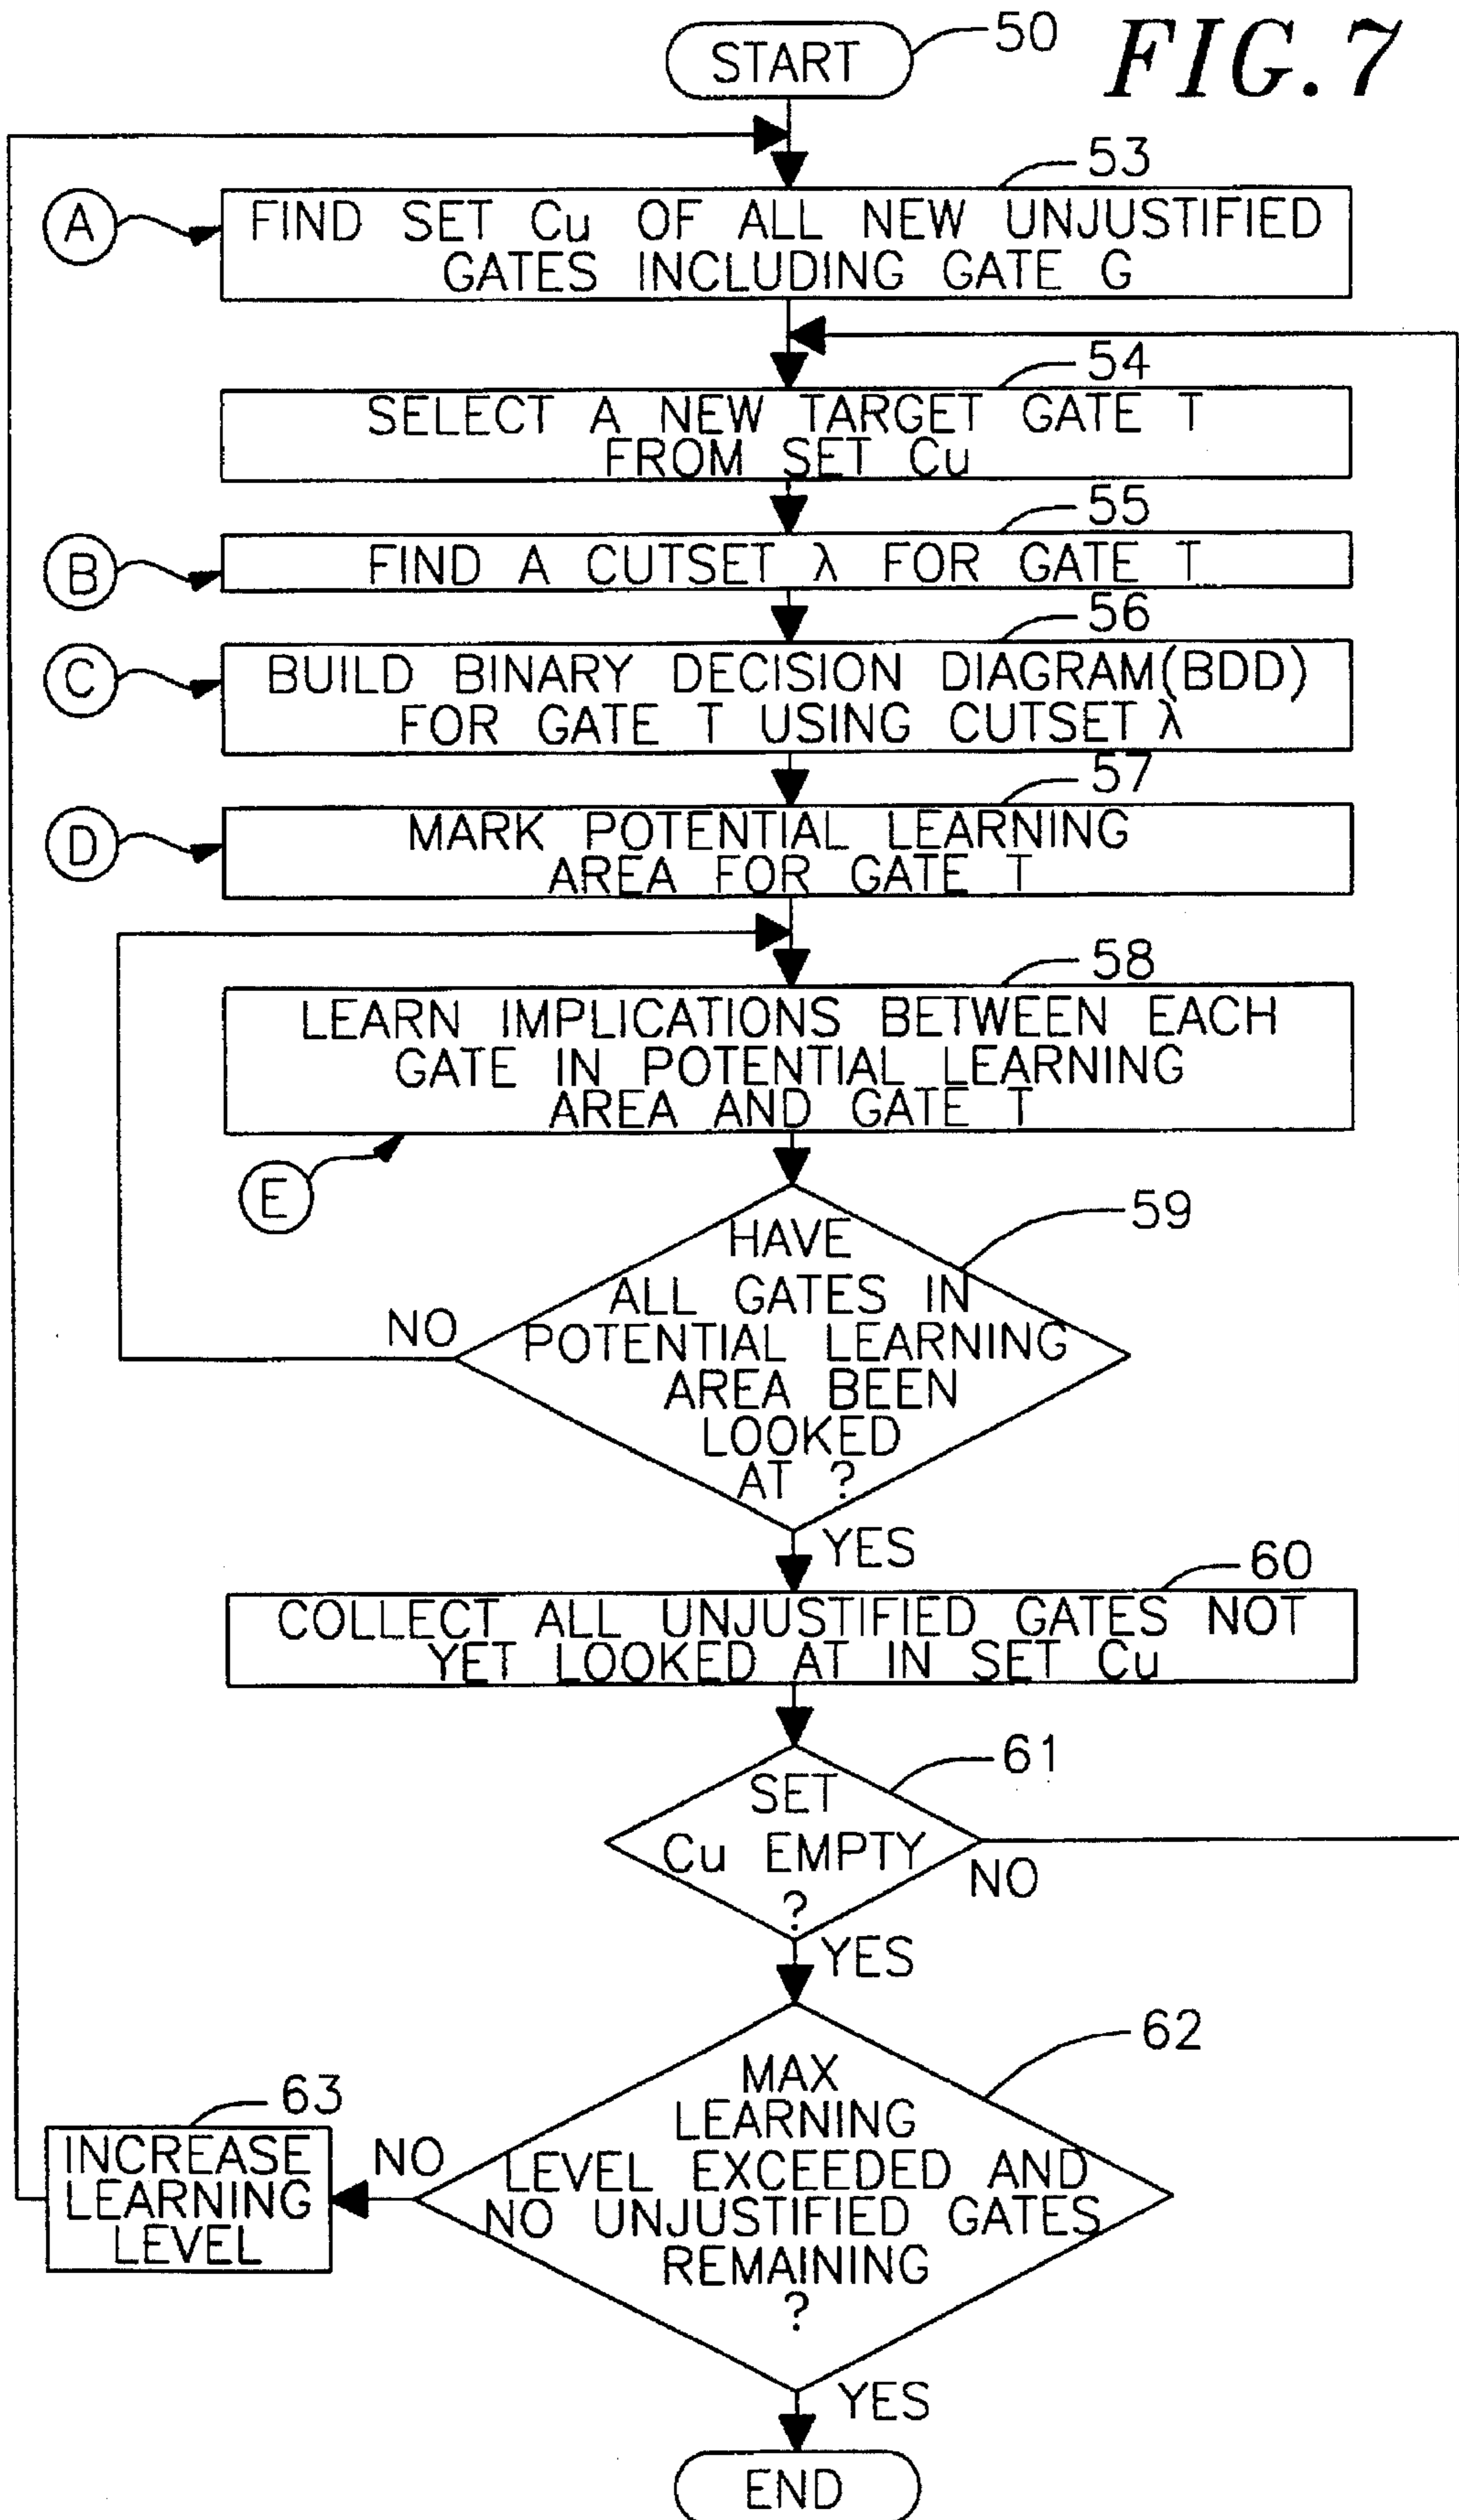 START
50
FIG. 7
53
A
FIND SET Cu OF ALL NEW UNJUSTIFIED
GATES INCLUDING GATE G
54
SELECT A NEW TARGET GATE T
FROM SET Cu
55
B
FIND A CUTSET λ FOR GATE T
56
C
BUILD BINARY DECISION DIAGRAM(BDD)
FOR GATE T USING CUTSET λ
57
D
MARK POTENTIAL LEARNING
AREA FOR GATE T
58
LEARN IMPLICATIONS BETWEEN EACH
GATE IN POTENTIAL LEARNING
AREA AND GATE T
E
59
HAVE
ALL GATES IN
POTENTIAL LEARNING
AREA BEEN
LOOKED
AT ?
NO
YES
60
COLLECT ALL UNJUSTIFIED GATES NOT
YET LOOKED AT IN SET Cu
61
SET
Cu EMPTY
?
NO
YES
62
MAX
LEARNING
LEVEL EXCEEDED AND
NO UNJUSTIFIED GATES
REMAINING
?
NO
63
INCREASE
LEARNING
LEVEL
YES
END